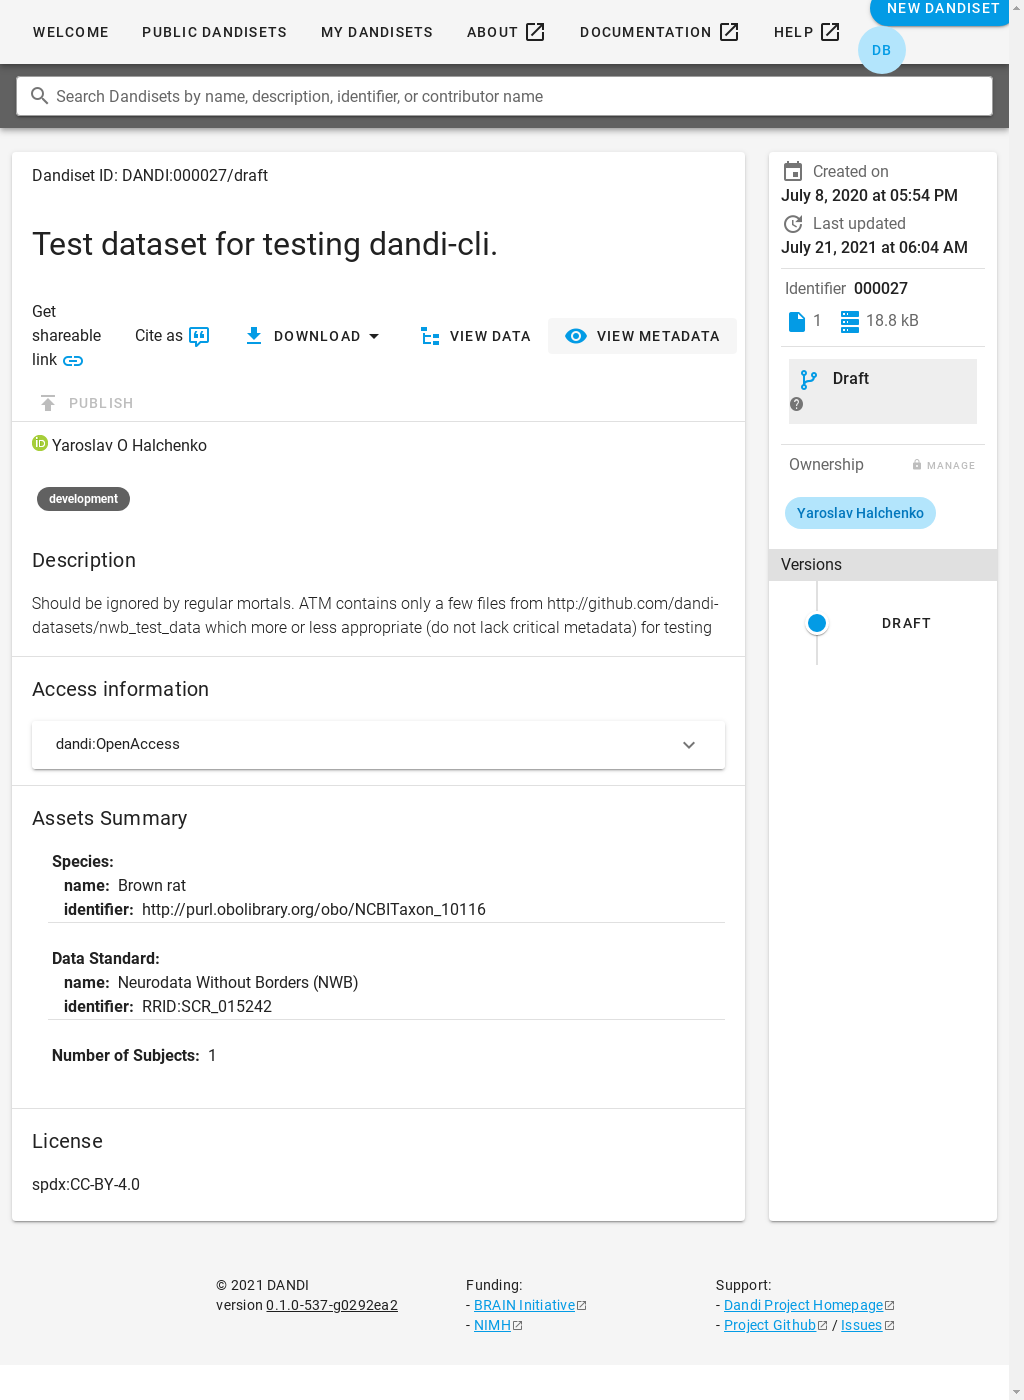 WELCOME PUBLIC DANDISETS MY DANDISETS ABOUT DOCUMENTATION HELP NEW DANDISET
DB
Search Dandisets by name, description, identifier, or contributor name
Dandiset ID: DANDI:000027/draft
Test dataset for testing dandi-cli.
Get
shareable
link
Cite as DOWNLOAD VIEW DATA VIEW METADATA
PUBLISH
Yaroslav O Halchenko
development
Description
Should be ignored by regular mortals. ATM contains only a few files from http://github.com/dandi-
datasets/nwb_test_data which more or less appropriate (do not lack critical metadata) for testing
Access information
dandi:OpenAccess
Assets Summary
Species:
name: Brown rat
identifier: http://purl.obolibrary.org/obo/NCBITaxon_10116
Data Standard:
name: Neurodata Without Borders (NWB)
identifier: RRID:SCR_015242
Number of Subjects: 1
License
spdx:CC-BY-4.0
Created on
July 8, 2020 at 05:54 PM
Last updated
July 21, 2021 at 06:04 AM
Identifier 000027
1 18.8 kB
Draft
Ownership MANAGE
Yaroslav Halchenko
Versions
DRAFT
© 2021 DANDI
version 0.1.0-537-g0292ea2
Funding:
- BRAIN Initiative
- NIMH
Support:
- Dandi Project Homepage
- Project Github / Issues